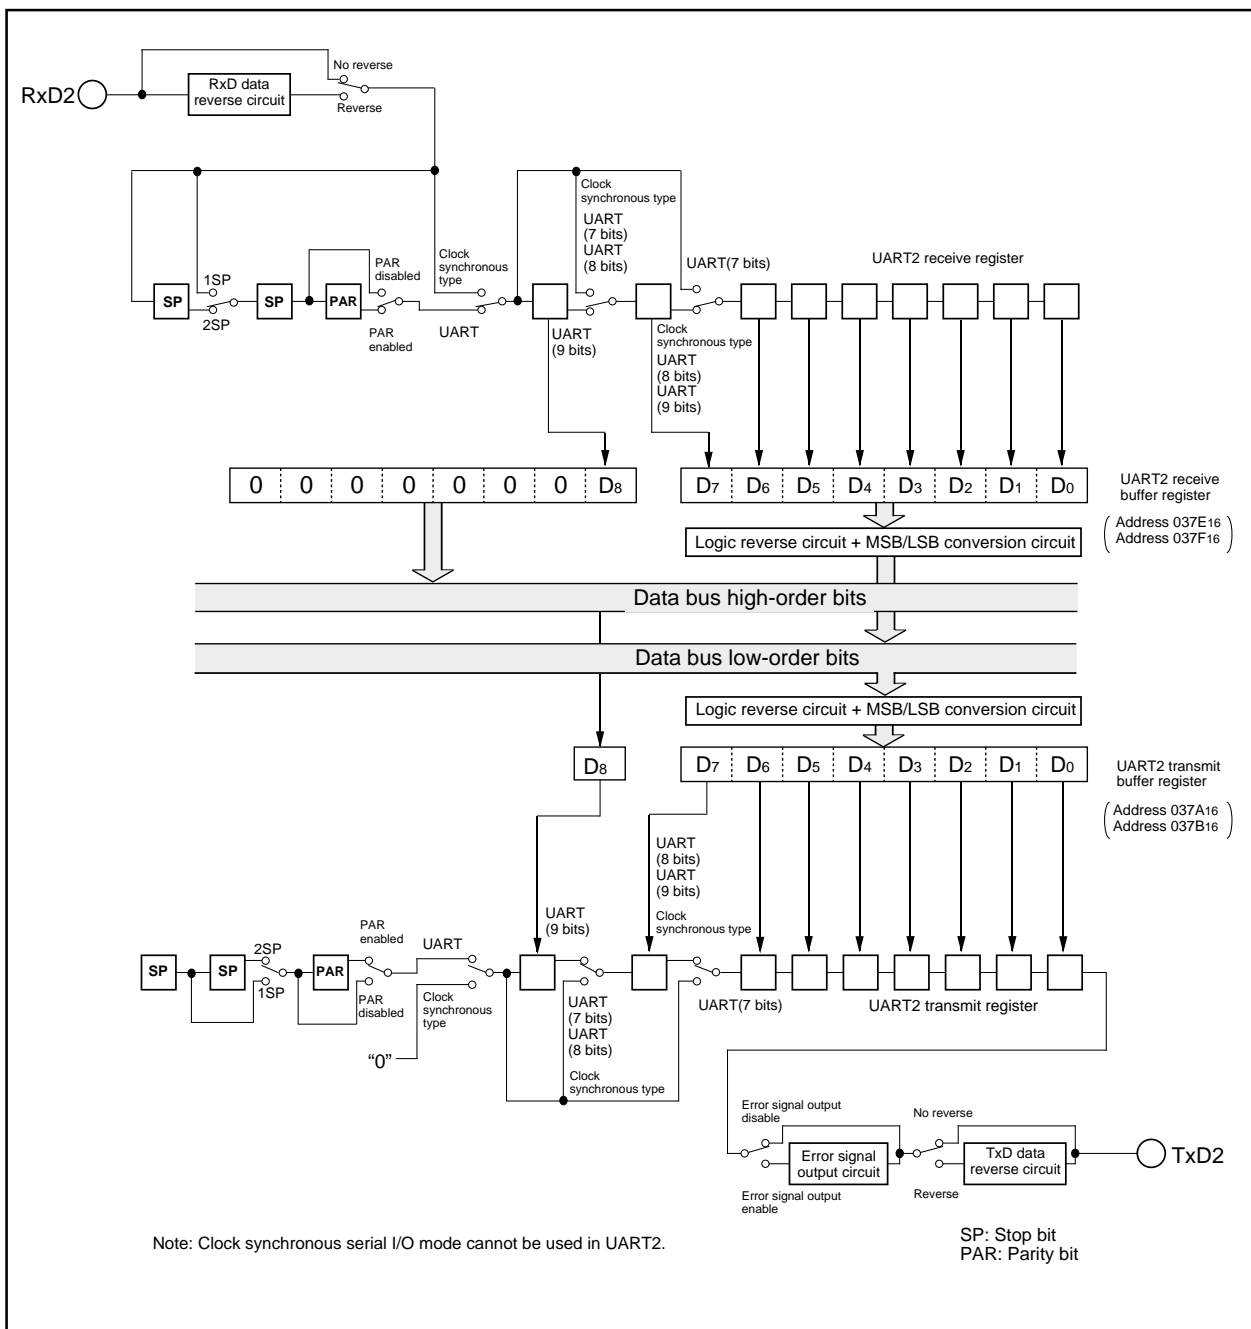 No reverse
RxD2
RxD data
reverse circuit
Reverse
Clock
synchronous type
UART
(7 bits)
UART
(8 bits)
UART(7 bits)
UART2 receive register
1SP
PAR
disabled
Clock
synchronous
type
SP
SP
PAR
2SP
PAR
enabled
UART
UART
(9 bits)
Clock
synchronous type
UART
(8 bits)
UART
(9 bits)
0 0 0 0 0 0 0 D8
D7 D6 D5 D4 D3 D2 D1 D0
UART2 receive
buffer register
(Address 037E16
Address 037F16)
Logic reverse circuit + MSB/LSB conversion circuit
Data bus high-order bits
Data bus low-order bits
Logic reverse circuit + MSB/LSB conversion circuit
D8
D7 D6 D5 D4 D3 D2 D1 D0
UART2 transmit
buffer register
(Address 037A16
Address 037B16)
UART
(8 bits)
UART
(9 bits)
Clock
synchronous type
UART
(9 bits)
PAR
enabled
UART
2SP
SP
SP
PAR
1SP
PAR
disabled
Clock
synchronous
type
"0"
UART
(7 bits)
UART
(8 bits)
Clock
synchronous type
UART(7 bits)
UART2 transmit register
Error signal output
disable
No reverse
Error signal
output circuit
TxD data
reverse circuit
TxD2
Error signal output
enable
Reverse
Note: Clock synchronous serial I/O mode cannot be used in UART2.
SP: Stop bit
PAR: Parity bit